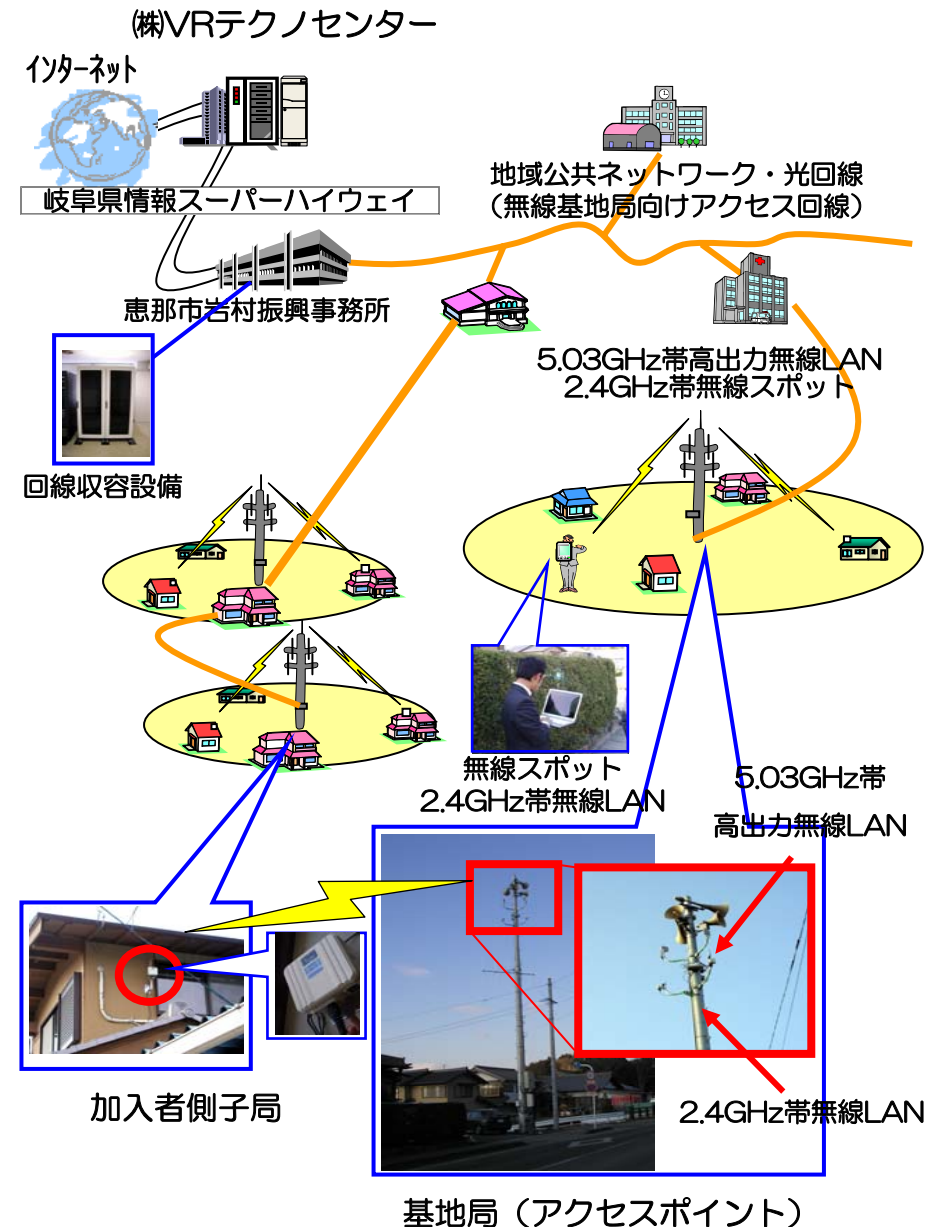 ㈱VRテクノセンター
インターネット
岐阜県情報スーパーハイウェイ
地域公共ネットワーク・光回線
（無線基地局向けアクセス回線）
恵那市岩村振興事務所
5.03GHz帯高出力無線LAN
2.4GHz帯無線スポット
回線収容設備
無線スポット
2.4GHz帯無線LAN
5.03GHz帯
高出力無線LAN
加入者側子局
2.4GHz帯無線LAN
基地局（アクセスポイント）